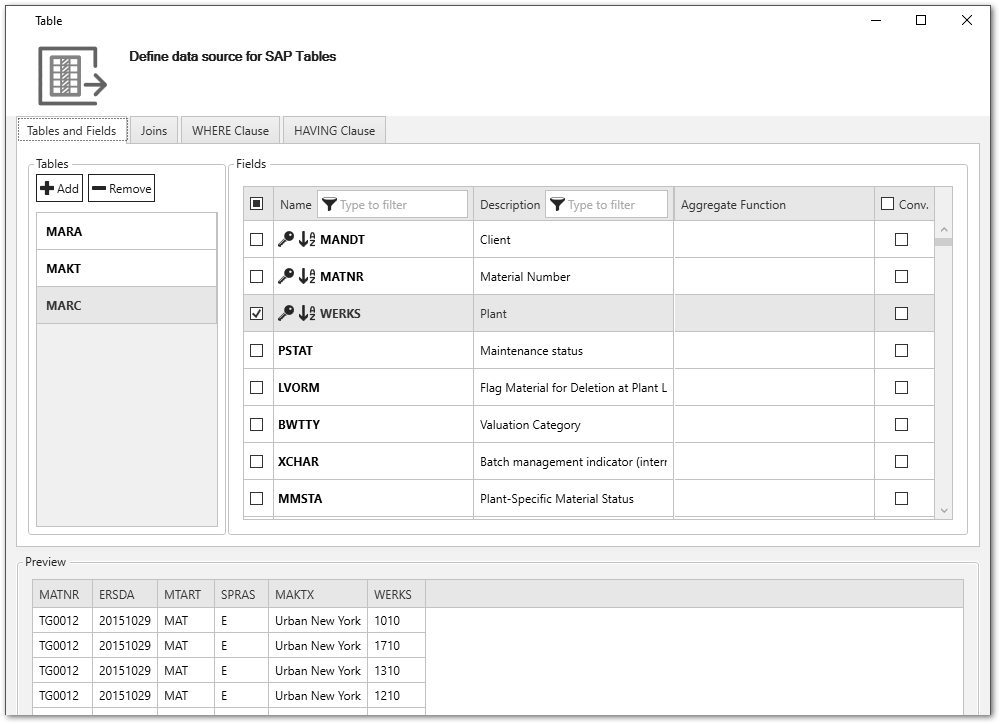 Table
Define data source for SAP Tables
Tables and Fields Joins WHERE Clause HAVING Clause
Tables Fields
Add Remove
MARA
MAKT
MARC
Name Type to filter Description Type to filter Aggregate Function Conv.
MANDT Client
MATNR Material Number
WERKS Plant
PSTAT Maintenance status
LVORM Flag Material for Deletion at Plant L
BWTTY Valuation Category
XCHAR Batch management indicator (interr
MMSTA Plant-Specific Material Status
Preview
MATNR ERSDA MTART SPRAS MAKTX WERKS
TG0012 20151029 MAT E Urban New York 1010
TG0012 20151029 MAT E Urban New York 1710
TG0012 20151029 MAT E Urban New York 1310
TG0012 20151029 MAT E Urban New York 1210